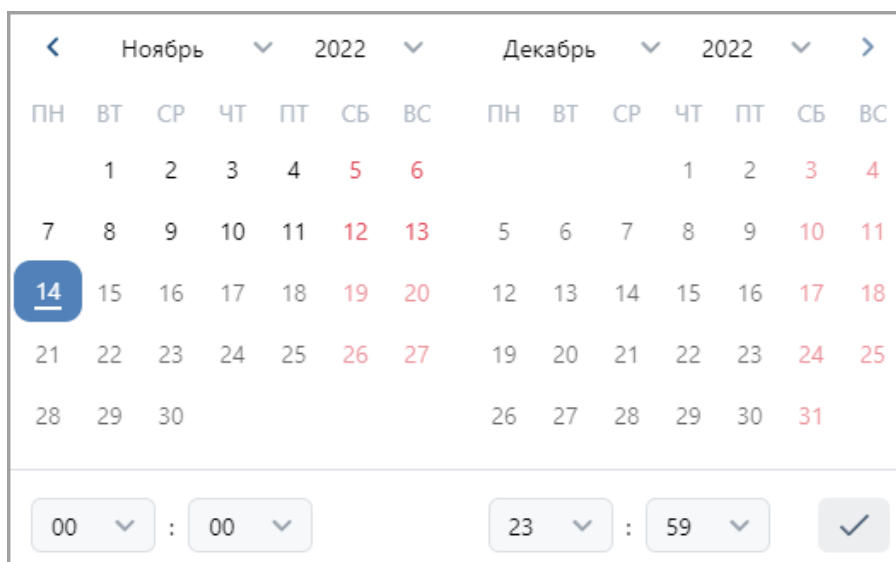 Ноябрь 2022 Декабрь 2022
ПН ВТ СР ЧТ ПТ СБ ВС ПН ВТ СР ЧТ ПТ СБ ВС
1 2 3 4 5 6 1 2 3 4
7 8 9 10 11 12 13 5 6 7 8 9 10 11
14 15 16 17 18 19 20 12 13 14 15 16 17 18
21 22 23 24 25 26 27 19 20 21 22 23 24 25
28 29 30 26 27 28 29 30 31
00 : 00 23 : 59